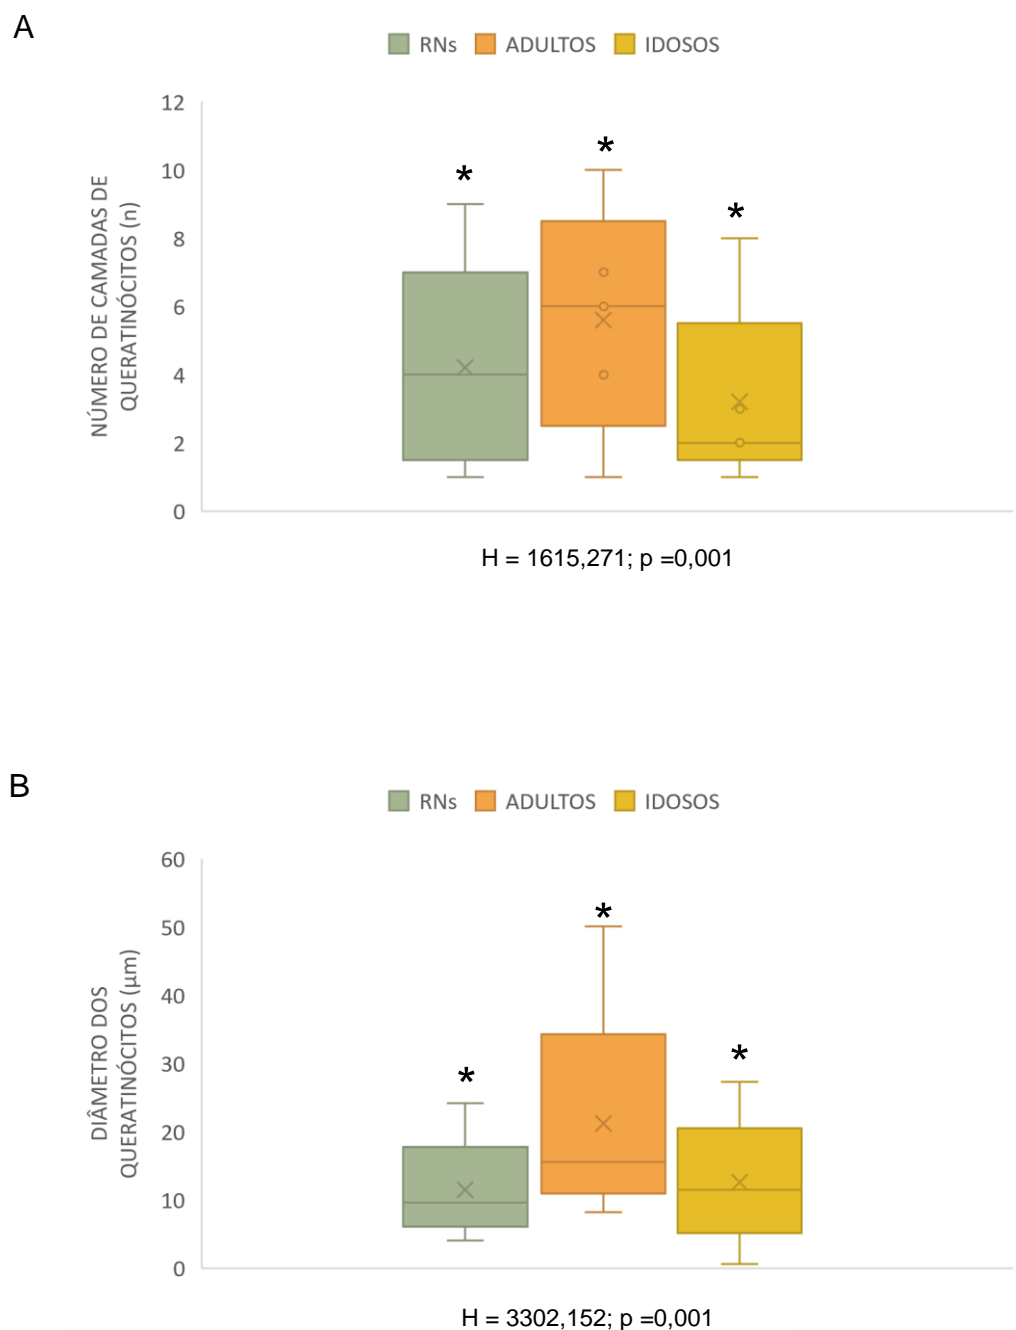 A
RNs ADULTOS IDOSOS
12
10
8
6
4
2
0
NÚMERO DE CAMADAS DE
QUERATINÓCITOS (n)
*
*
*
H = 1615,271; p =0,001
B
RNs ADULTOS IDOSOS
60
50
40
30
20
10
0
DIÂMETRO DOS
QUERATINÓCITOS (µm)
*
*
*
H = 3302,152; p =0,001